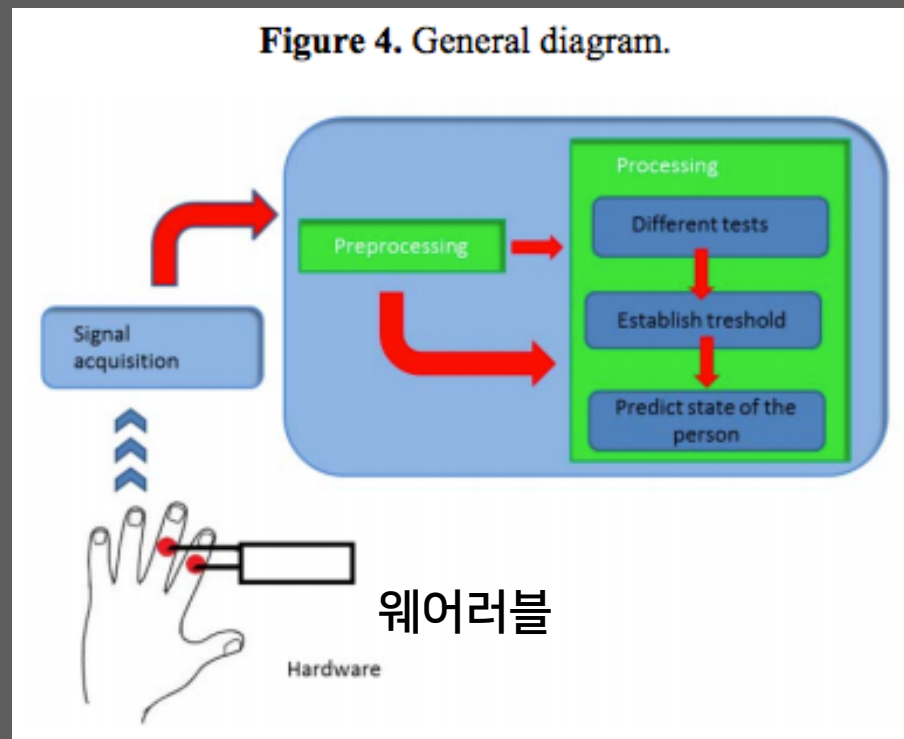 Figure 4. General diagram.
Processing
Different tests
Preprocessing
Establish treshold
Signal
acquisition
Predict state of the
person
웨어러블
Hardware